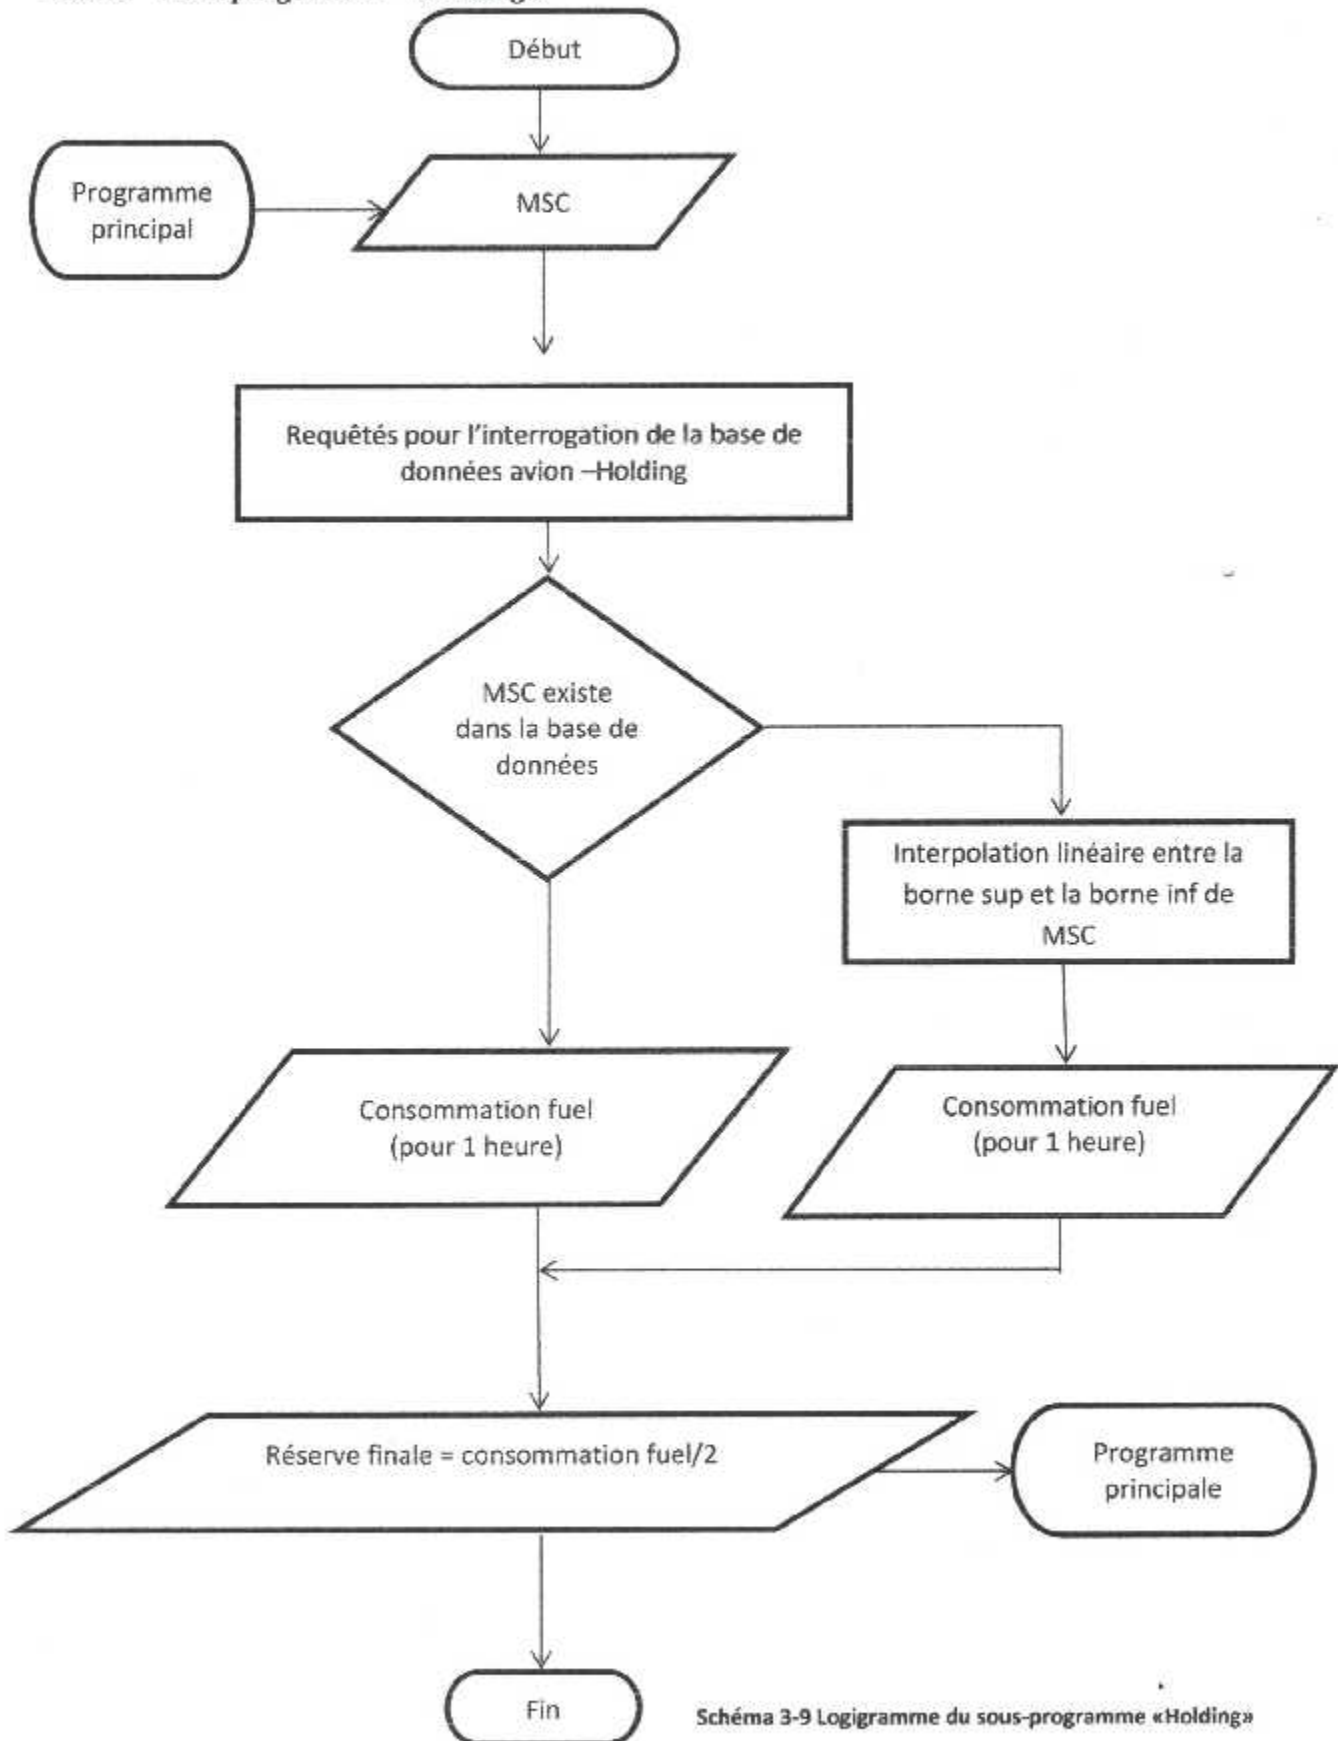 Début
Programme
principal
MSC
Requêtés pour l'interrogation de la base de
données avion –Holding
MSC existe
dans la base de
données
Interpolation linéaire entre la
borne sup et la borne inf de
MSC
Consommation fuel
(pour 1 heure)
Consommation fuel
(pour 1 heure)
Réserve finale = consommation fuel/2
Programme
principale
Fin
Schéma 3-9 Logigramme du sous-programme «Holding»